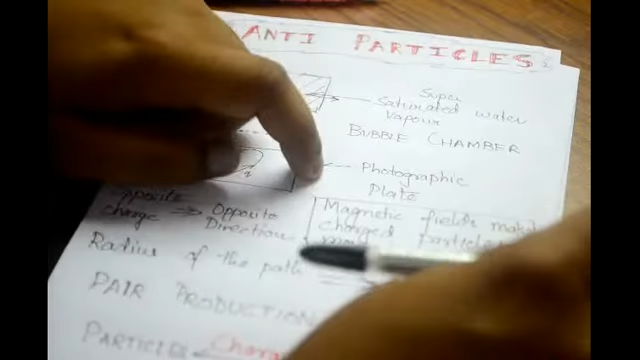 ANTI PARTICLES:
Super
Saturated water
Vapour
BUBBLE CHAMBER
Photographic
Plate
Opposite
charge ⇒ Opposite
Direction
Magnetic fields make
charged particle
Radius of the path
PAIR PRODUCTION
PARTICLES Charge